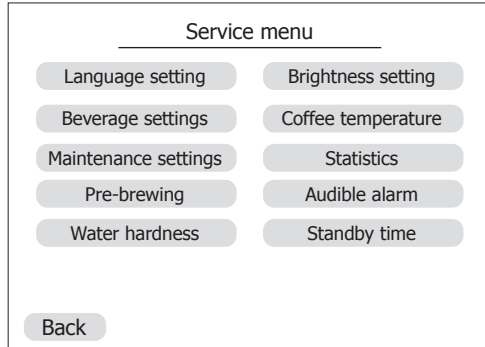 Service menu
Language setting
Brightness setting
Beverage settings
Coffee temperature
Maintenance settings
Statistics
Pre-brewing
Audible alarm
Water hardness
Standby time
Back